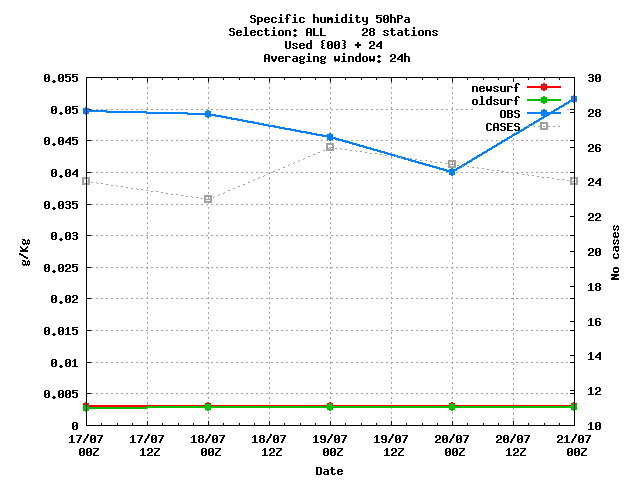 Specific humidity 50hPa
Selection: ALL 28 stations
Used {00} + 24
Averaging window: 24h
newsurf
oldsurf
OBS
CASES
0.055
0.05
0.045
0.04
0.035
0.03
0.025
0.02
0.015
0.01
0.005
0
g/Kg
30
28
26
24
22
20
18
16
14
12
10
No cases
17/07 17/07 18/07 18/07 19/07 19/07 20/07 20/07 21/07
00Z 12Z 00Z 12Z 00Z 12Z 00Z 12Z 00Z
Date